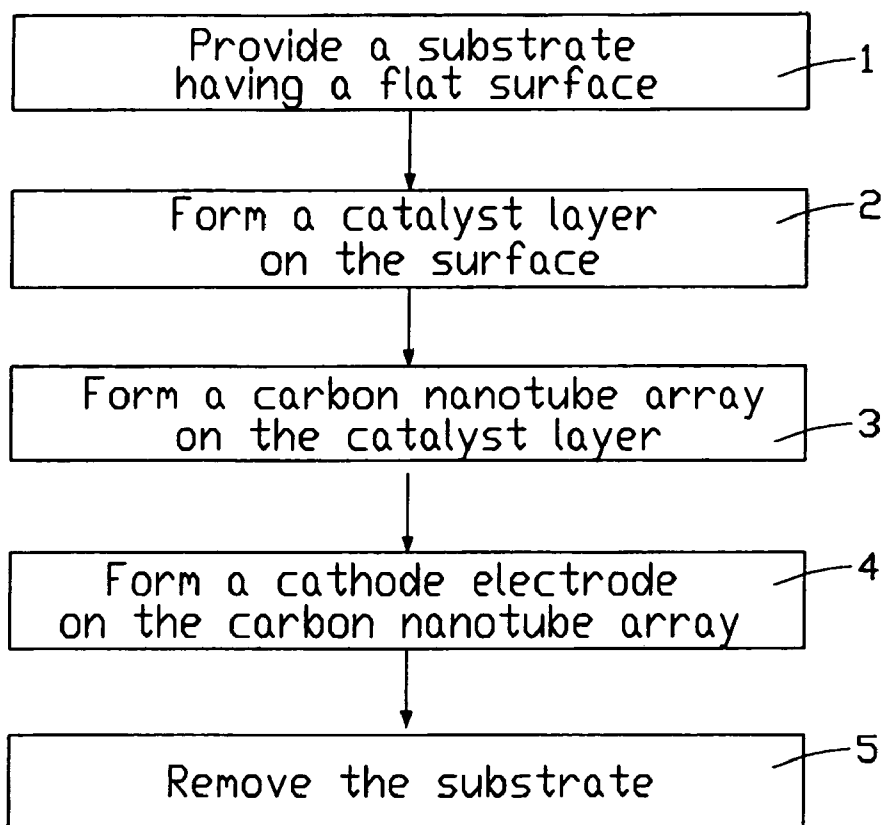 Provide a substrate
having a flat surface
1
Form a catalyst layer
on the surface
2
Form a carbon nanotube array
on the catalyst layer
3
Form a cathode electrode
on the carbon nanotube array
4
Remove the substrate
5